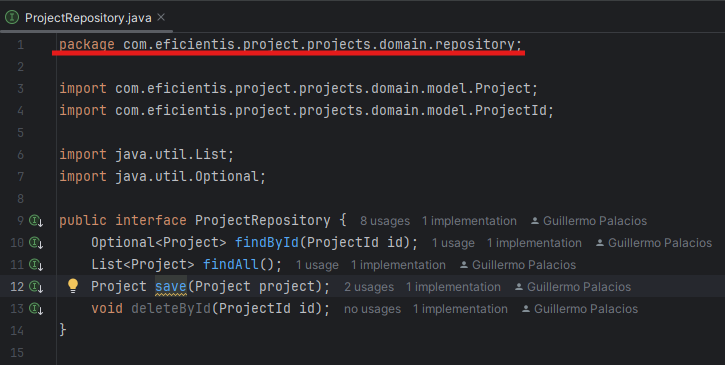 ProjectRepository.java
1 package com.eficientis.project.projects.domain.repository;
2
3 import com.eficientis.project.projects.domain.model.Project;
4 import com.eficientis.project.projects.domain.model.ProjectId;
5
6 import java.util.List;
7 import java.util.Optional;
8
9 public interface ProjectRepository { 8 usages 1 implementation Guillermo Palacios
10 Optional<Project> findById(ProjectId id); 1 usage 1 implementation Guillermo Palacios
11 List<Project> findAll(); 1 usage 1 implementation Guillermo Palacios
12 Project save(Project project); 2 usages 1 implementation Guillermo Palacios
13 void deleteById(ProjectId id); no usages 1 implementation Guillermo Palacios
14 }
15